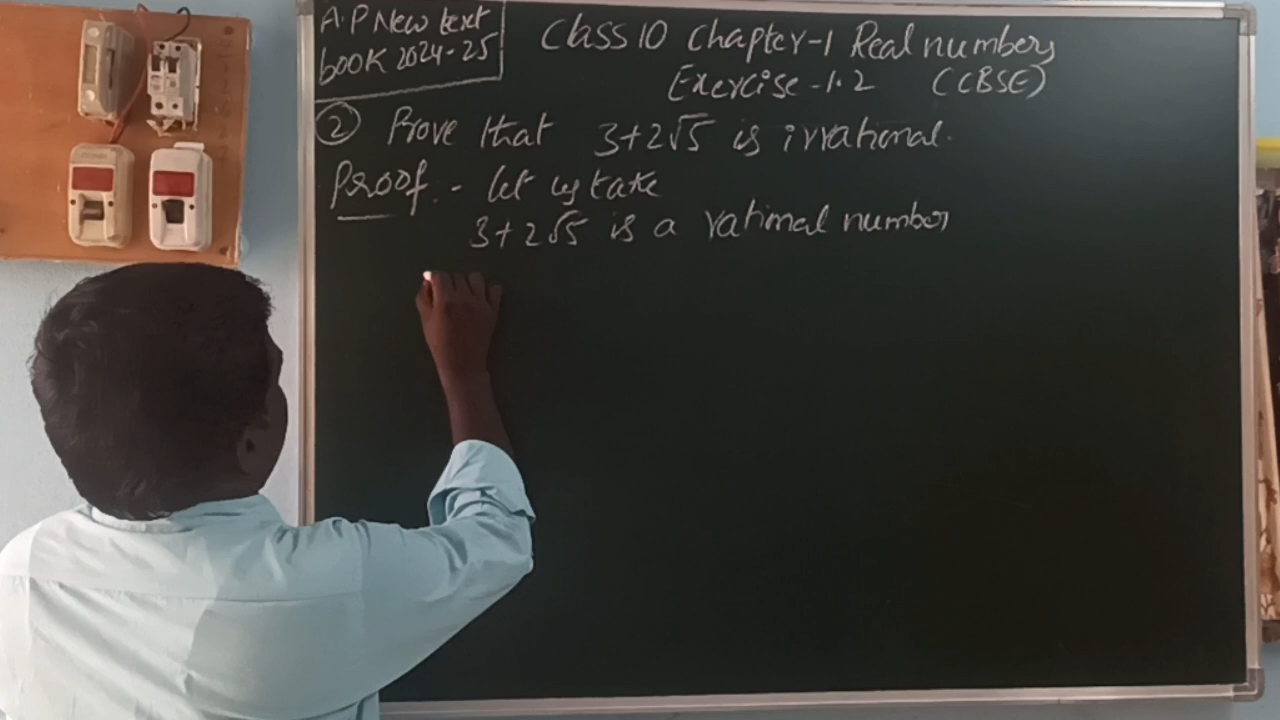 A.P New text
book 2024-25
Class 10 Chapter-1 Real numbers
Exercise -1.2 (CBSE)
② Prove that 3+2√5 is irrational.
Proof:- let us take
3+2√5 is a rational number